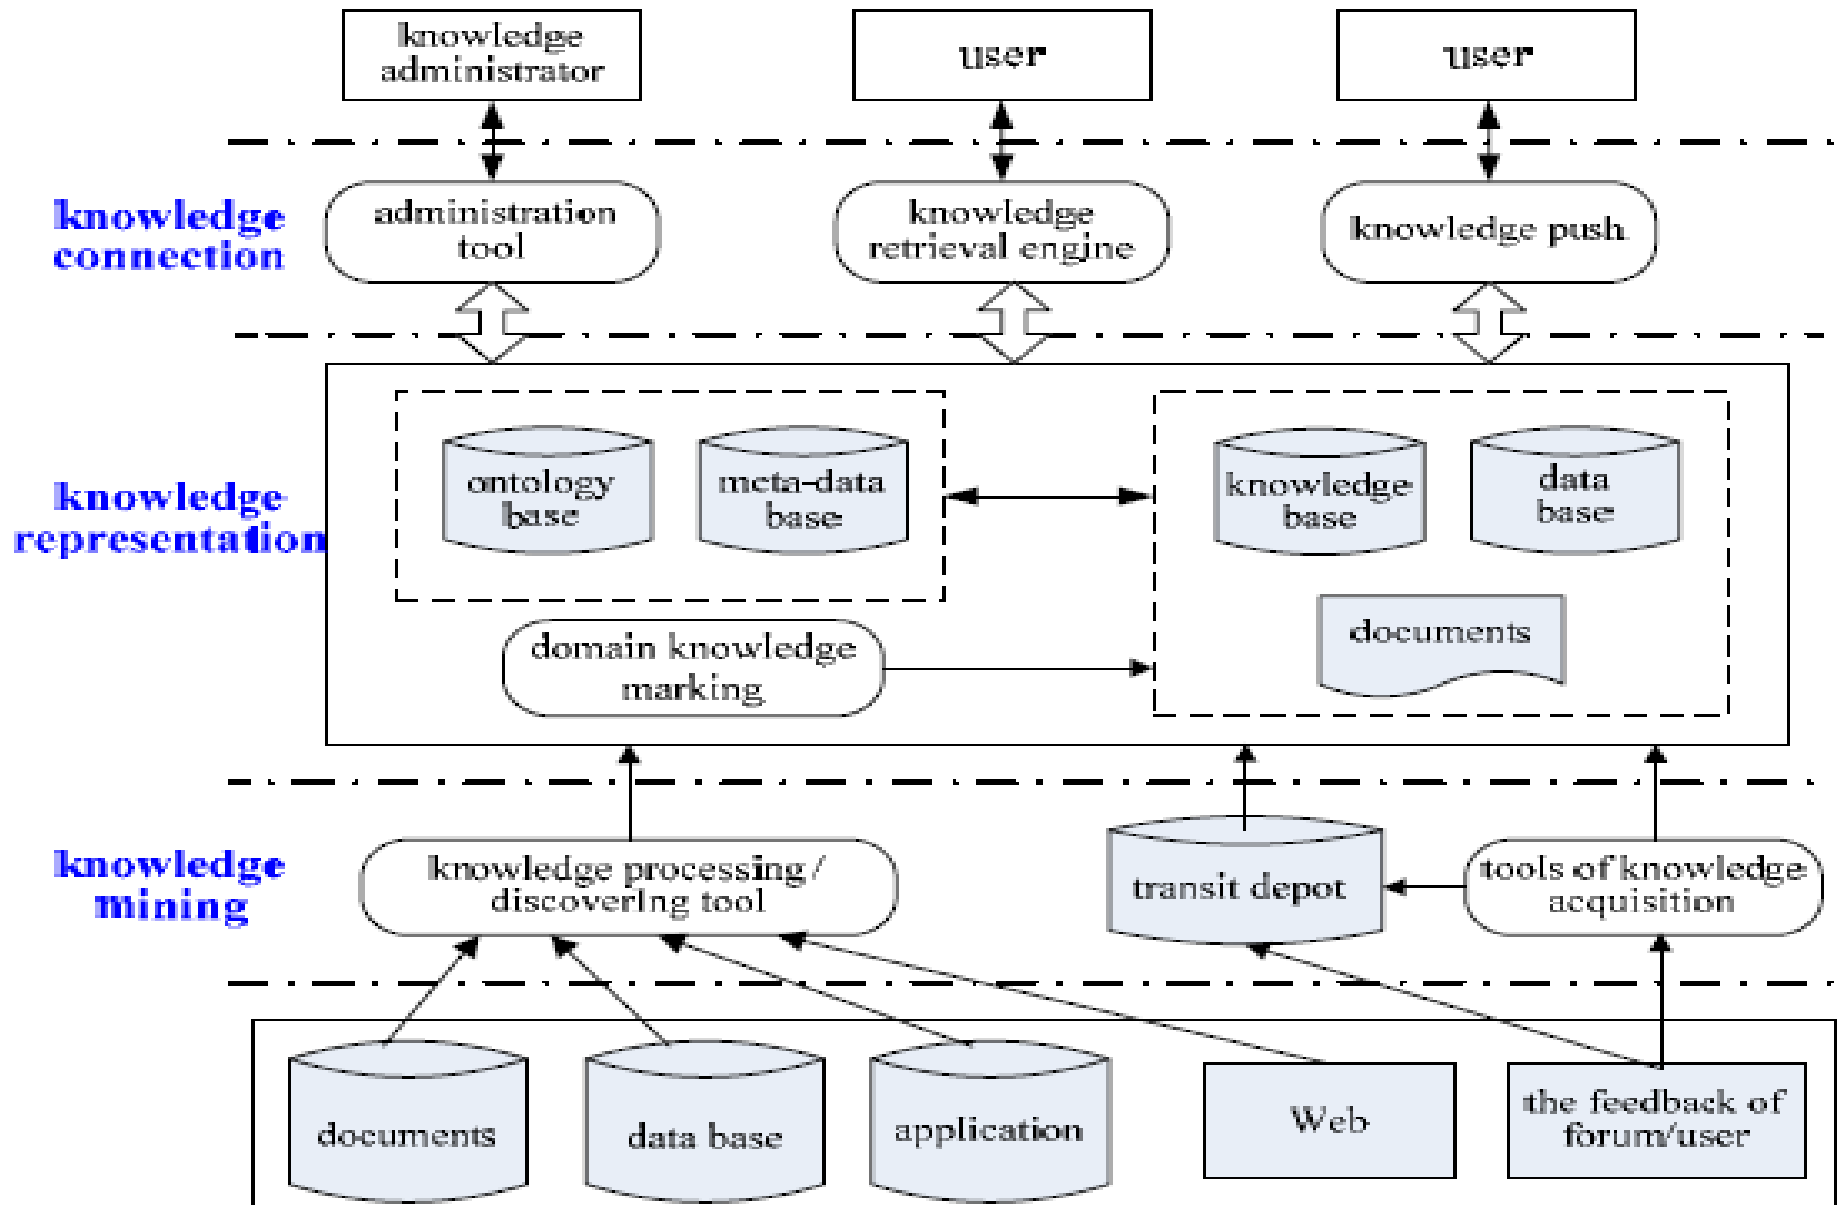 knowledge
administrator
user
user
knowledge
connection
administration
tool
knowledge
retrieval engine
knowledge push
knowledge
representation
ontology
base
meta-data
base
knowledge
base
data
base
domain knowledge
marking
documents
knowledge
mining
knowledge processing/
discovering tool
transit depot
tools of knowledge
acquisition
documents
data base
application
Web
the feedback of
forum/user